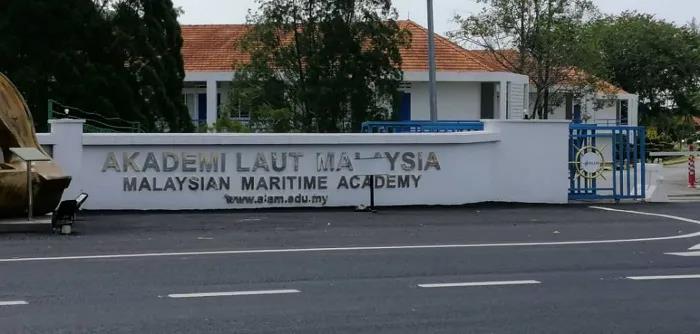 AKADEMI LAUT MALAYSIA
MALAYSIAN MARITIME ACADEMY
www.alam.edu.my